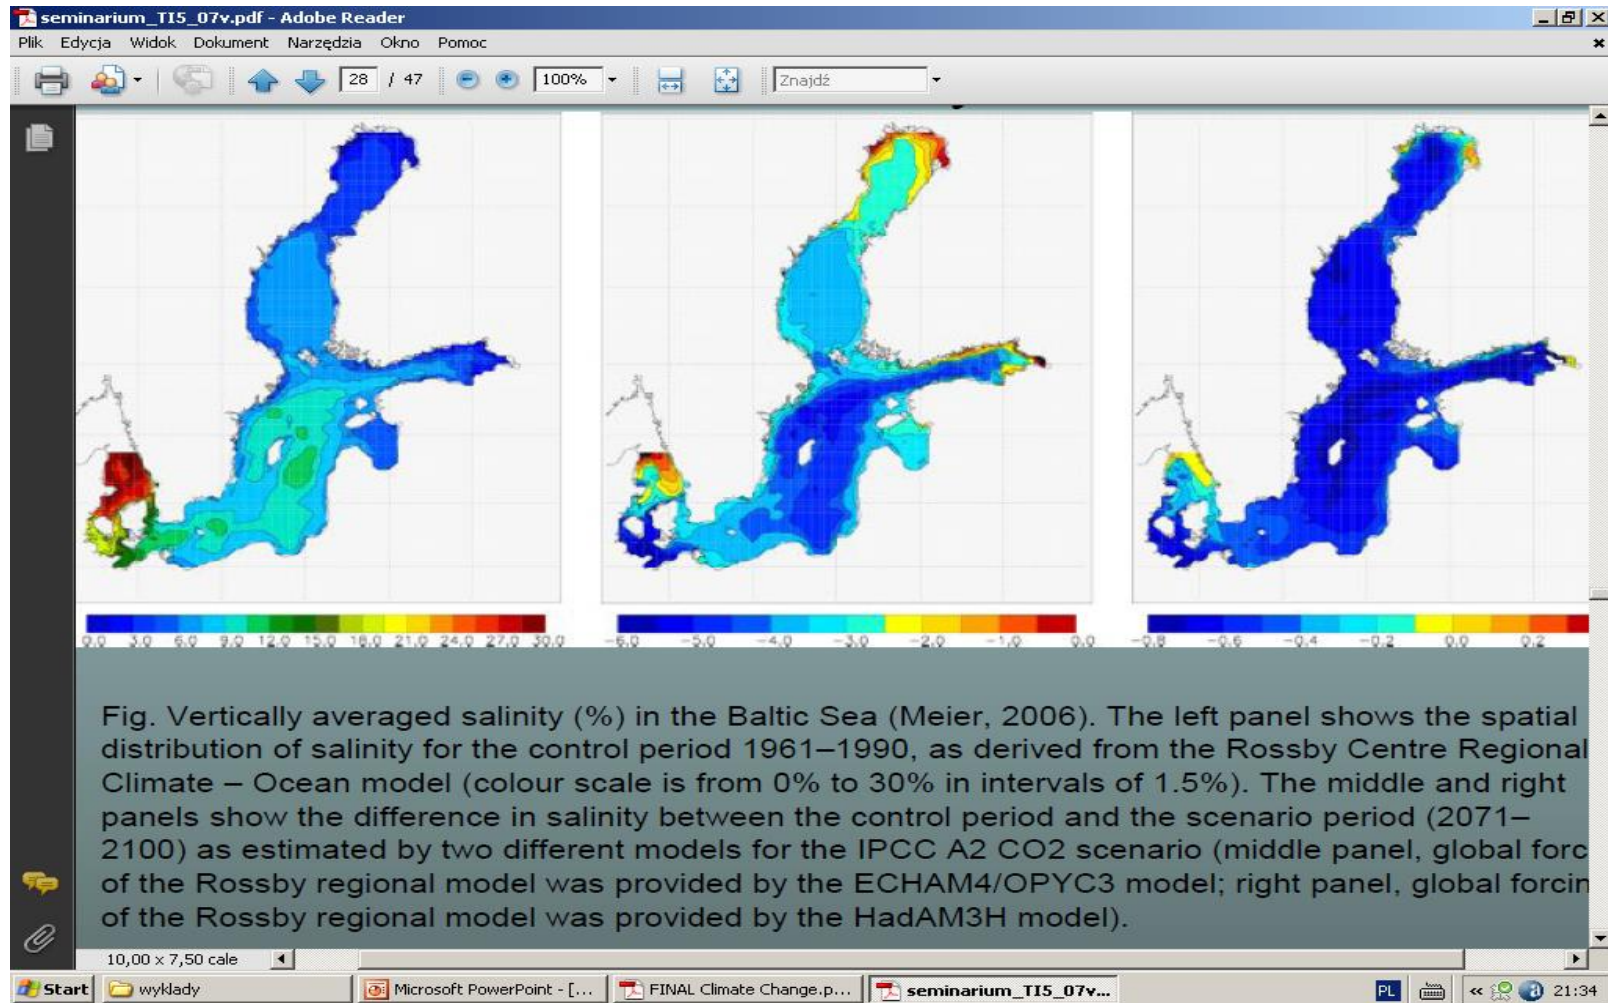 seminarium_TI5_07v.pdf - Adobe Reader
Plik Edycja Widok Dokument Narzędzia Okno Pomoc
28 / 47 100% Znajdź
0.0 3.0 6.0 9.0 12.0 15.0 18.0 21.0 24.0 27.0 30.0
-6.0 -5.0 -4.0 -3.0 -2.0 -1.0 0.0
-0.8 -0.6 -0.4 -0.2 0.0 0.2
Fig. Vertically averaged salinity (%) in the Baltic Sea (Meier, 2006). The left panel shows the spatial
distribution of salinity for the control period 1961–1990, as derived from the Rossby Centre Regional
Climate – Ocean model (colour scale is from 0% to 30% in intervals of 1.5%). The middle and right
panels show the difference in salinity between the control period and the scenario period (2071–
2100) as estimated by two different models for the IPCC A2 CO2 scenario (middle panel, global forc
of the Rossby regional model was provided by the ECHAM4/OPYC3 model; right panel, global forcin
of the Rossby regional model was provided by the HadAM3H model).
10,00 x 7,50 cale
Start wyklady Microsoft PowerPoint - [... FINAL Climate Change.p... seminarium_TI5_07v... PL « 21:34